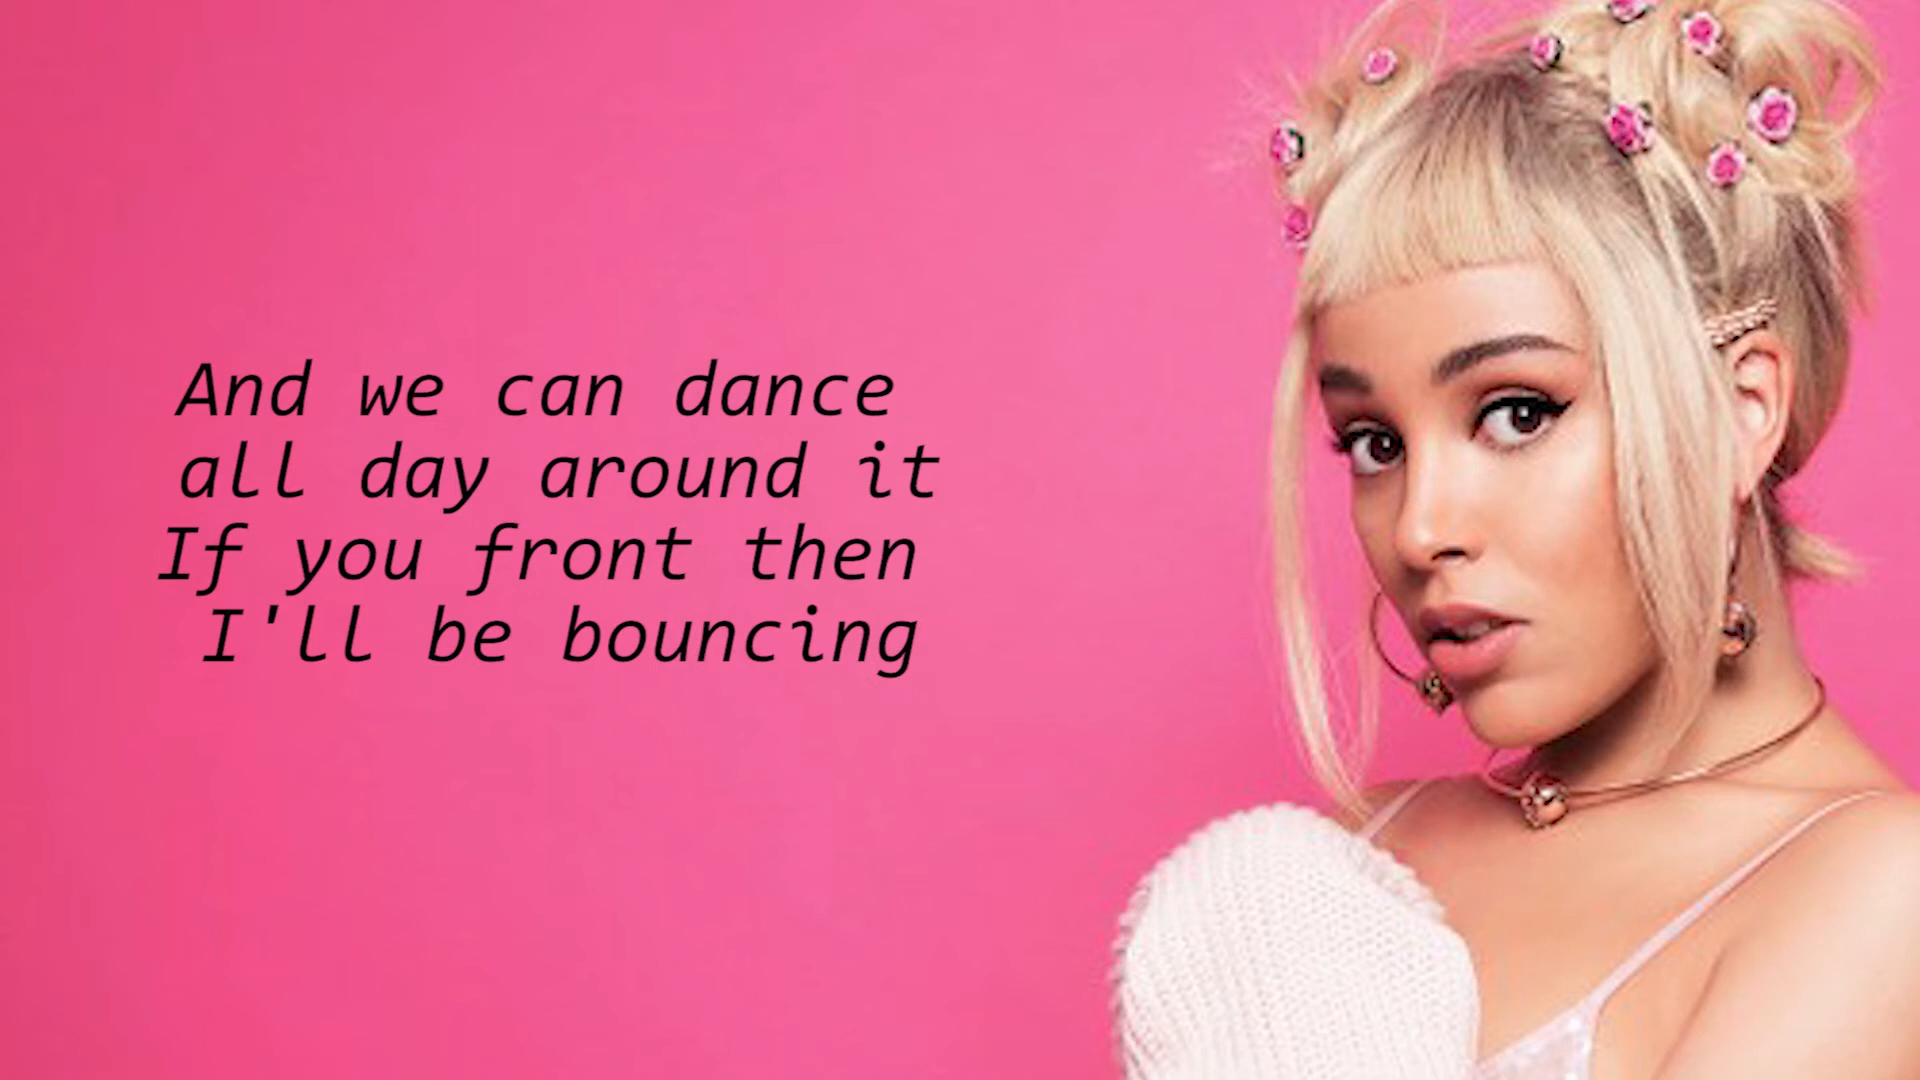 And we can dance
all day around it
If you front then
I'll be bouncing